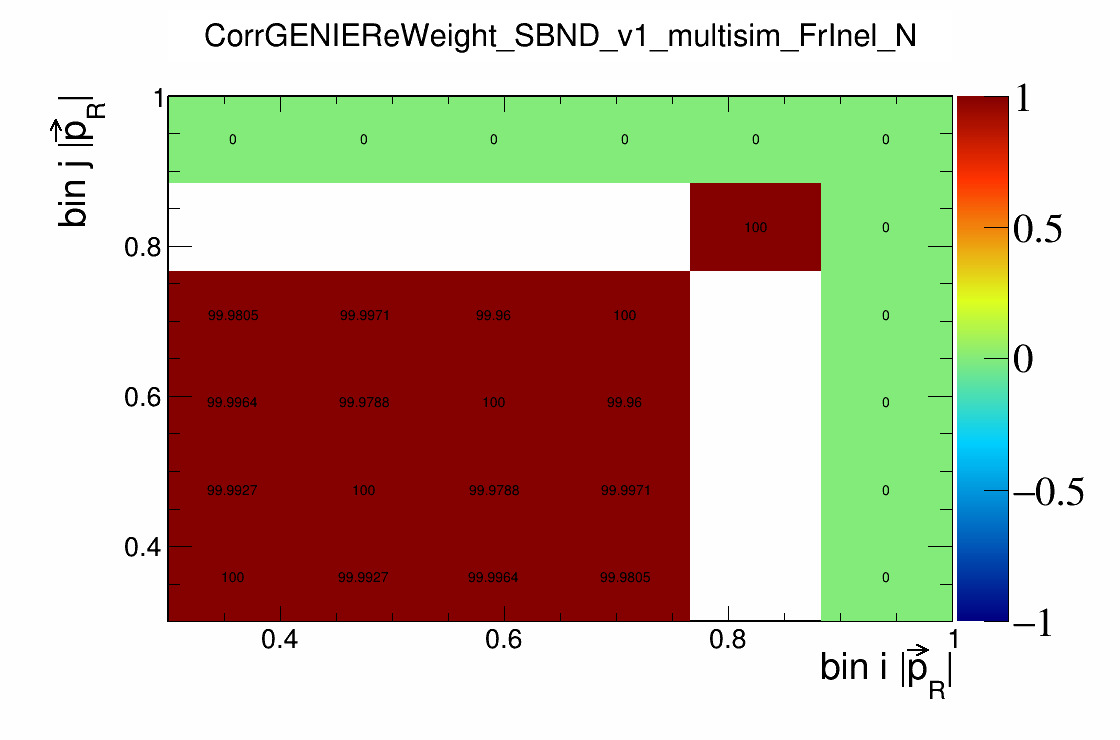 CorrGENIEReWeight_SBND_v1_multisim_FrInel_N
bin j |p⃗_R|
1
0.8
0.6
0.4
0 0 0 0 0 0
100 0
99.9805 99.9971 99.96 100 0
99.9964 99.9788 100 99.96 0
99.9927 100 99.9788 99.9971 0
100 99.9927 99.9964 99.9805 0
0.4 0.6 0.8 1
bin i |p⃗_R|
1
0.5
0
−0.5
−1